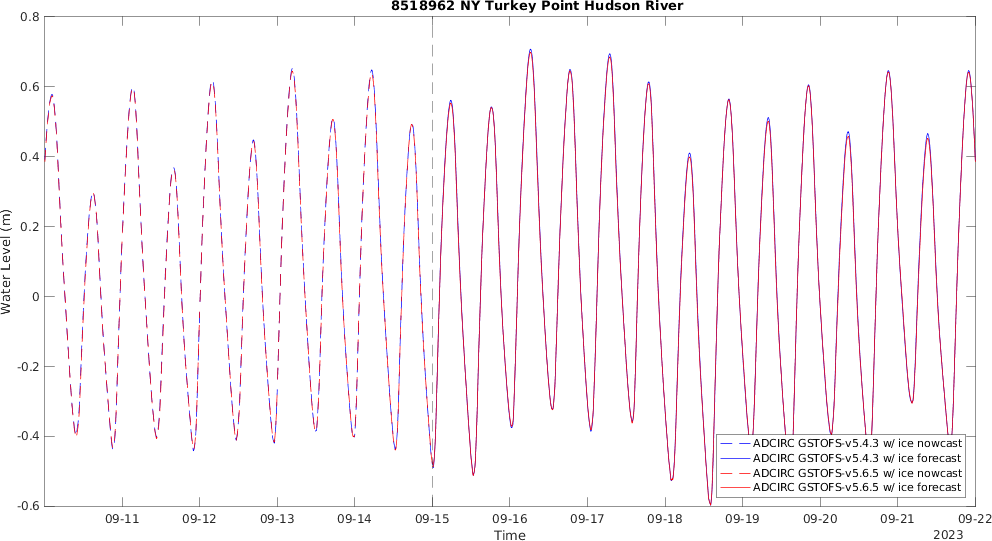 8518962 NY Turkey Point Hudson River
0.8
0.6
0.4
0.2
0
-0.2
-0.4
-0.6
Water Level (m)
ADCIRC GSTOFS-v5.4.3 w/ ice nowcast
ADCIRC GSTOFS-v5.4.3 w/ ice forecast
ADCIRC GSTOFS-v5.6.5 w/ ice nowcast
ADCIRC GSTOFS-v5.6.5 w/ ice forecast
09-11 09-12 09-13 09-14 09-15 09-16 09-17 09-18 09-19 09-20 09-21 09-22
Time
2023